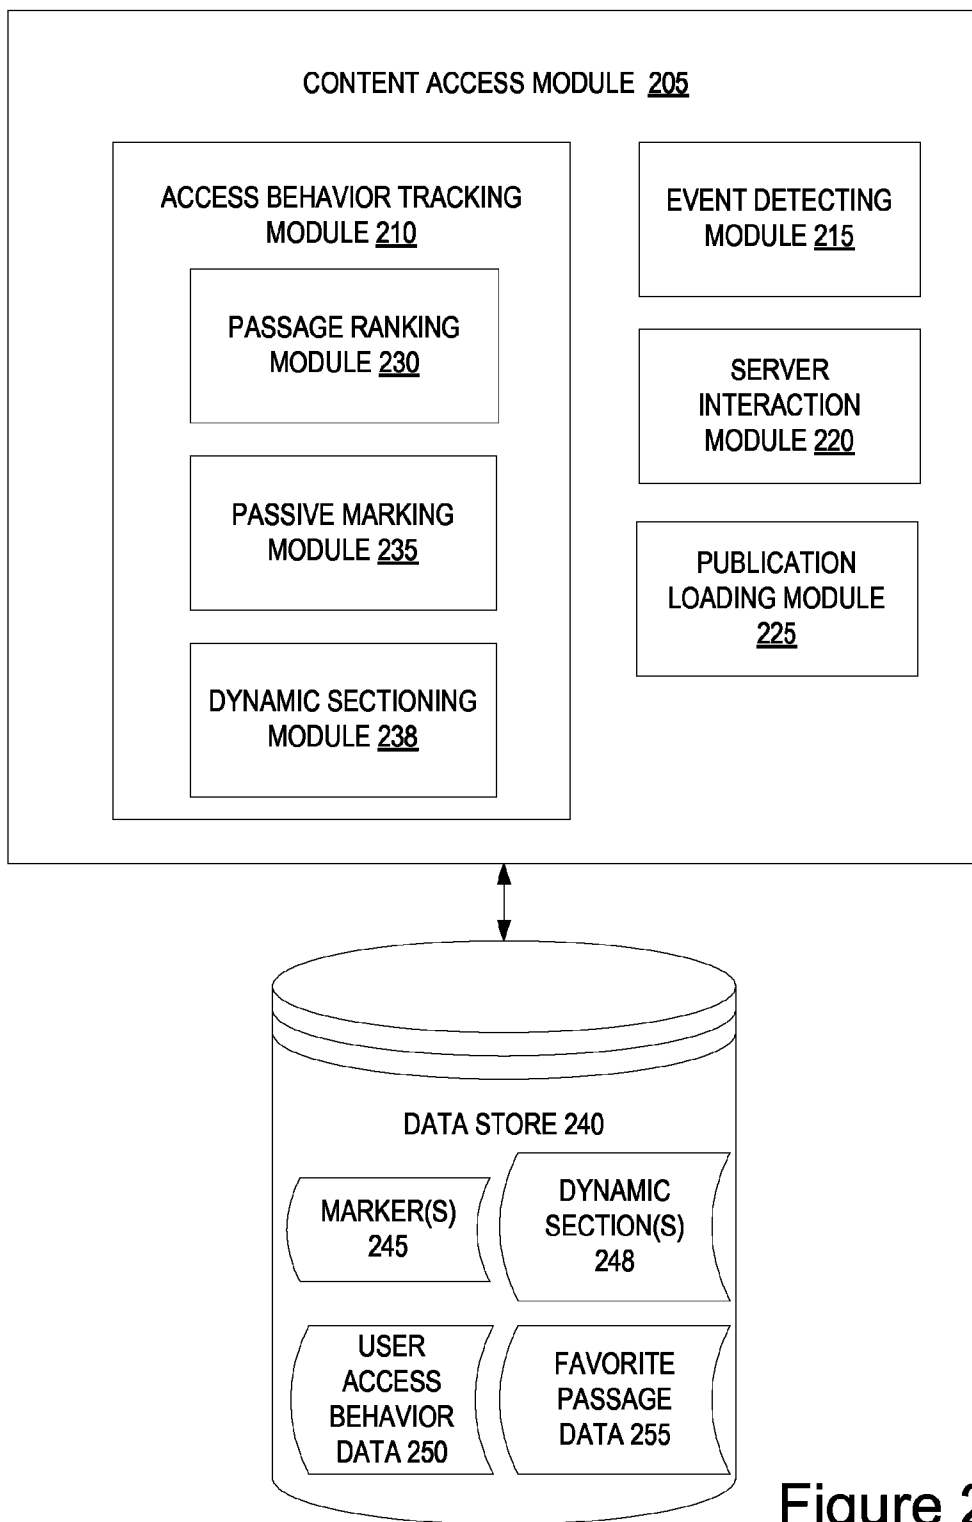 CONTENT ACCESS MODULE 205
ACCESS BEHAVIOR TRACKING
MODULE 210
PASSAGE RANKING
MODULE 230
PASSIVE MARKING
MODULE 235
DYNAMIC SECTIONING
MODULE 238
EVENT DETECTING
MODULE 215
SERVER
INTERACTION
MODULE 220
PUBLICATION
LOADING MODULE
225
DATA STORE 240
MARKER(S)
245
DYNAMIC
SECTION(S)
248
USER
ACCESS
BEHAVIOR
DATA 250
FAVORITE
PASSAGE
DATA 255
Figure 2